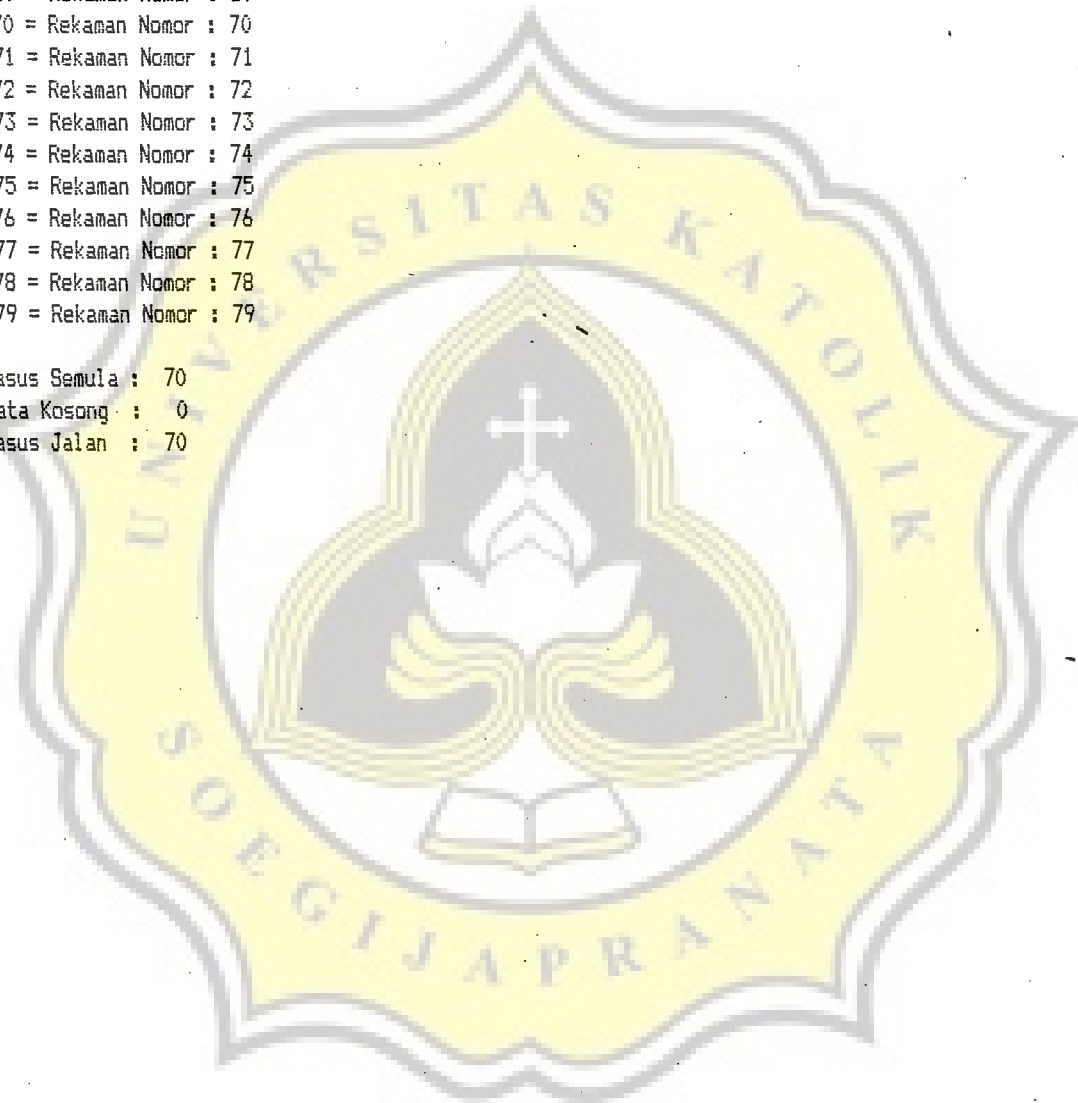 70 = Rekaman Nomor : 70
71 = Rekaman Nomor : 71
72 = Rekaman Nomor : 72
73 = Rekaman Nomor : 73
74 = Rekaman Nomor : 74
75 = Rekaman Nomor : 75
76 = Rekaman Nomor : 76
77 = Rekaman Nomor : 77
78 = Rekaman Nomor : 78
79 = Rekaman Nomor : 79
asus Semula : 70
ata Kosong : 0
asus Jalan : 70
UNIVERSITAS KATOLIK
SOEGIJAPRANATA